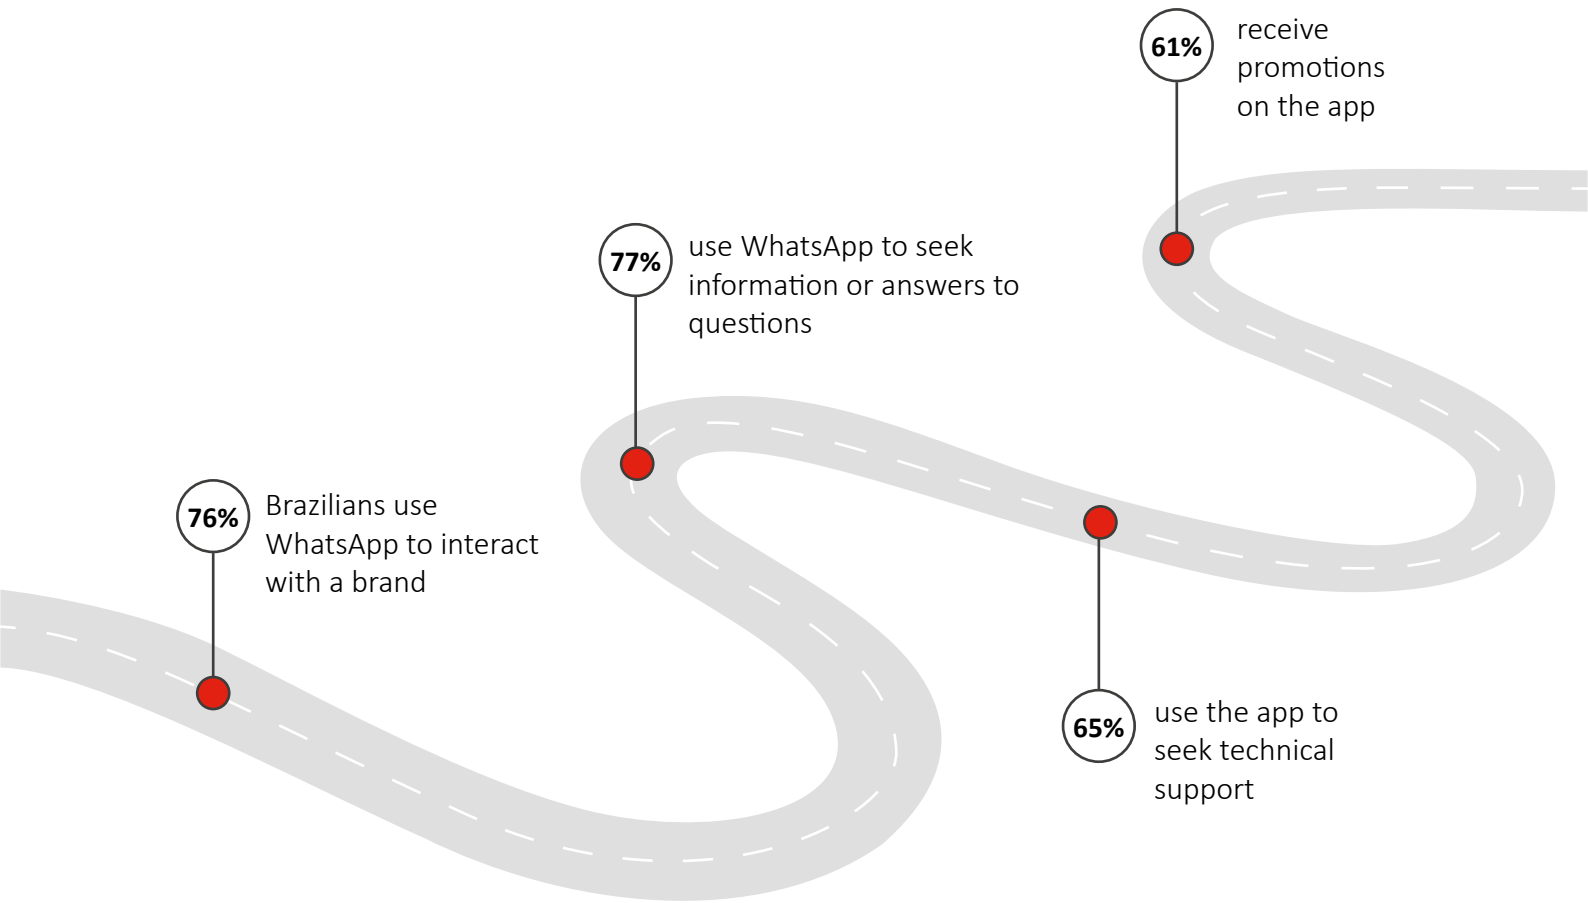 61%
receive
promotions
on the app
77%
use WhatsApp to seek
information or answers to
questions
76%
Brazilians use
WhatsApp to interact
with a brand
65%
use the app to
seek technical
support